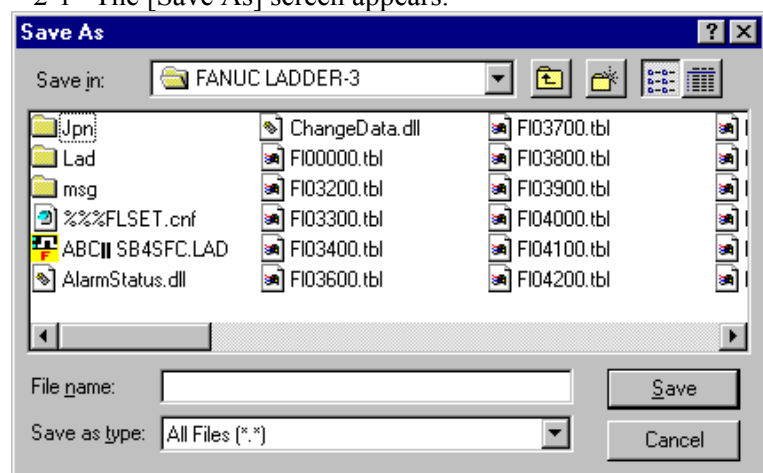 2-1 The [Save As] screen appears.
Save As
Save in: FANUC LADDER-3
Jpn ChangeData.dll FI03700.tbl
Lad FI00000.tbl FI03800.tbl
msg FI03200.tbl FI03900.tbl
%%%FLSET.cnf FI03300.tbl FI04000.tbl
ABC|| SB4SFC.LAD FI03400.tbl FI04100.tbl
AlarmStatus.dll FI03600.tbl FI04200.tbl
File name: Save
Save as type: All Files (*.*) Cancel